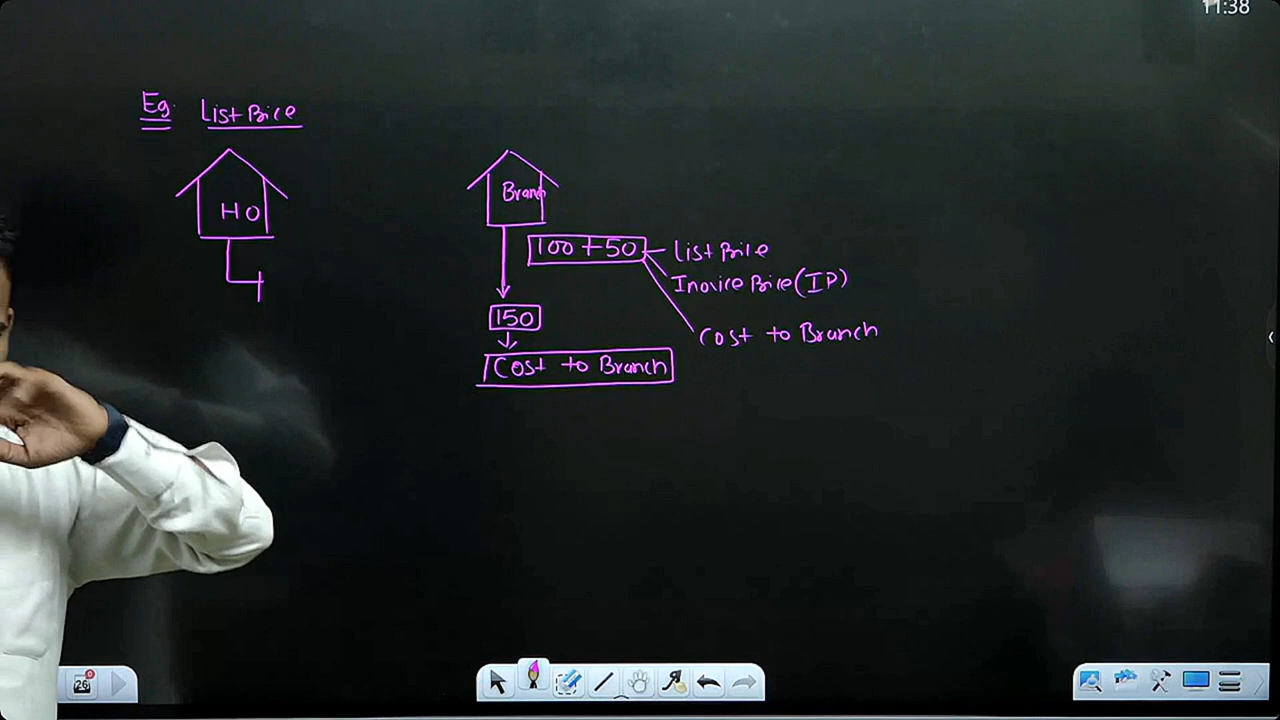 11:38
Eg. List Price
HO
Branch
100 + 50
List Price
Invoice Price (IP)
Cost to Branch
150
Cost to Branch
26